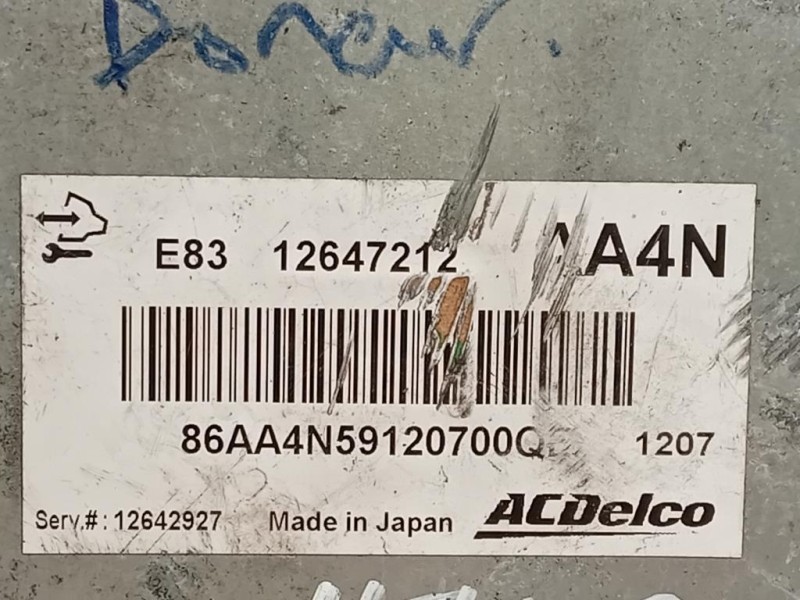 E83 12647212 AA4N
86AA4N59120700Q 1207
Serv.#: 12642927 Made in Japan ACDelco